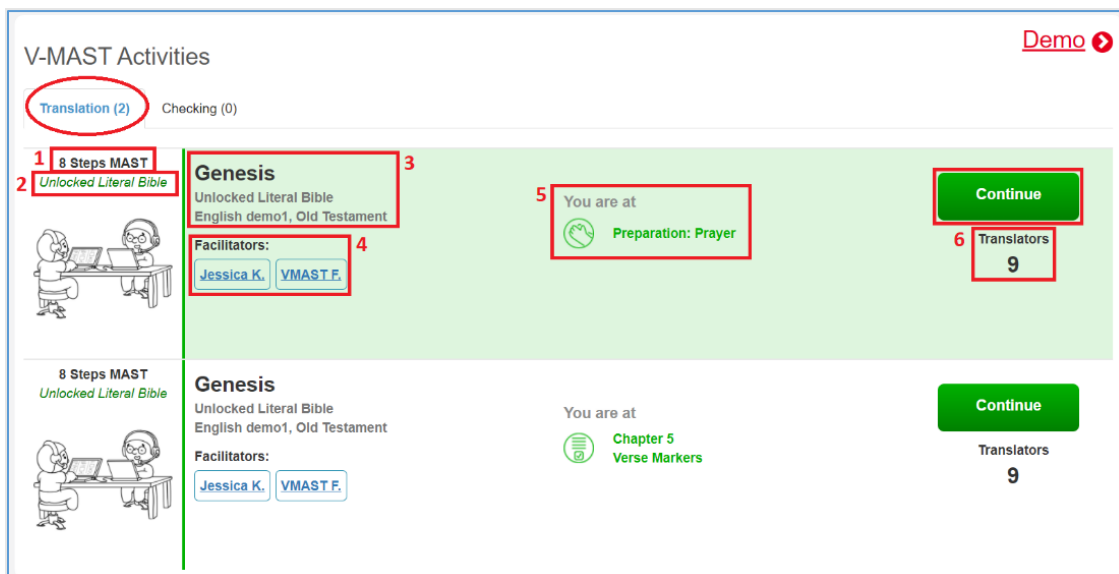 Demo
V-MAST Activities
Translation (2) Checking (0)
1 8 Steps MAST
2 Unlocked Literal Bible
3
Genesis
Unlocked Literal Bible
English demo1, Old Testament
4
Facilitators:
Jessica K. VMAST F.
5 You are at
Preparation: Prayer
Continue
6 Translators
9
8 Steps MAST
Unlocked Literal Bible
Genesis
Unlocked Literal Bible
English demo1, Old Testament
Facilitators:
Jessica K. VMAST F.
You are at
Chapter 5
Verse Markers
Continue
Translators
9